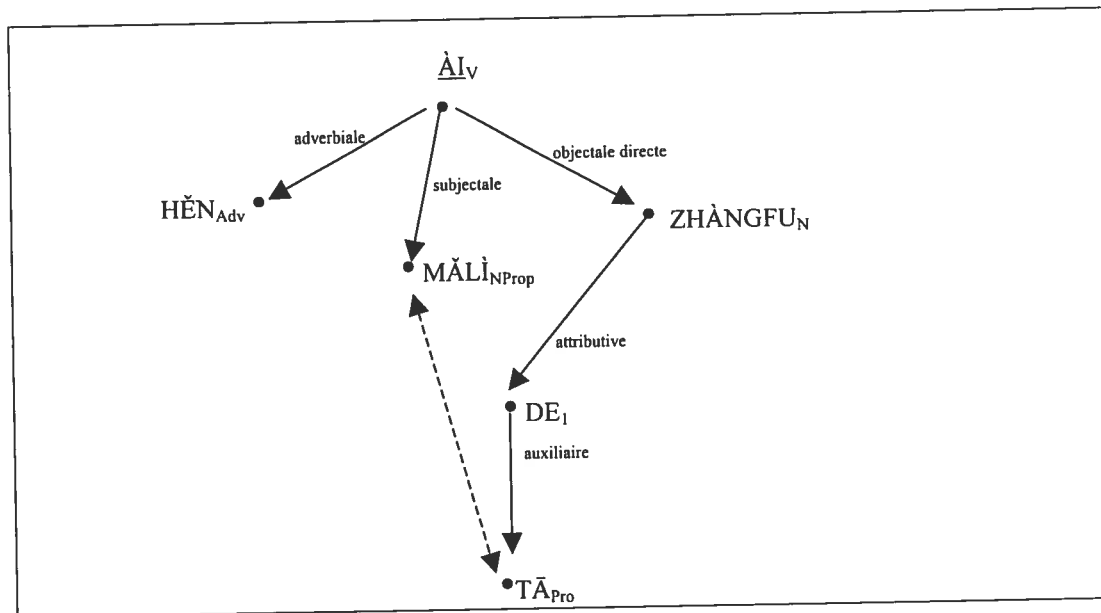 ÀI_V
adverbiale
objectale directe
subjectale
HĚN_Adv
ZHÀNGFU_N
MǍLÌ_NProp
attributive
DE_1
auxiliaire
TĀ_Pro